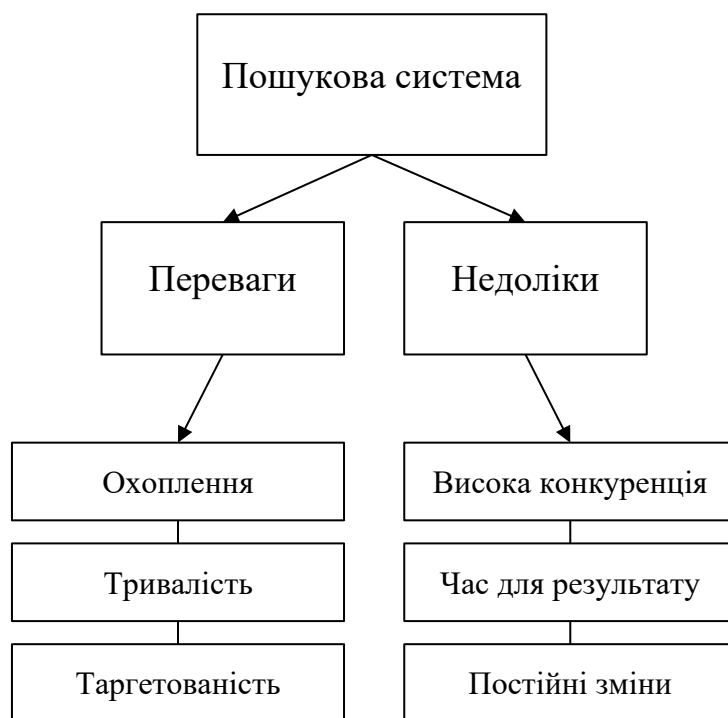 Пошукова система
Переваги
Недоліки
Охоплення
Висока конкуренція
Тривалість
Час для результату
Таргетованість
Постійні зміни